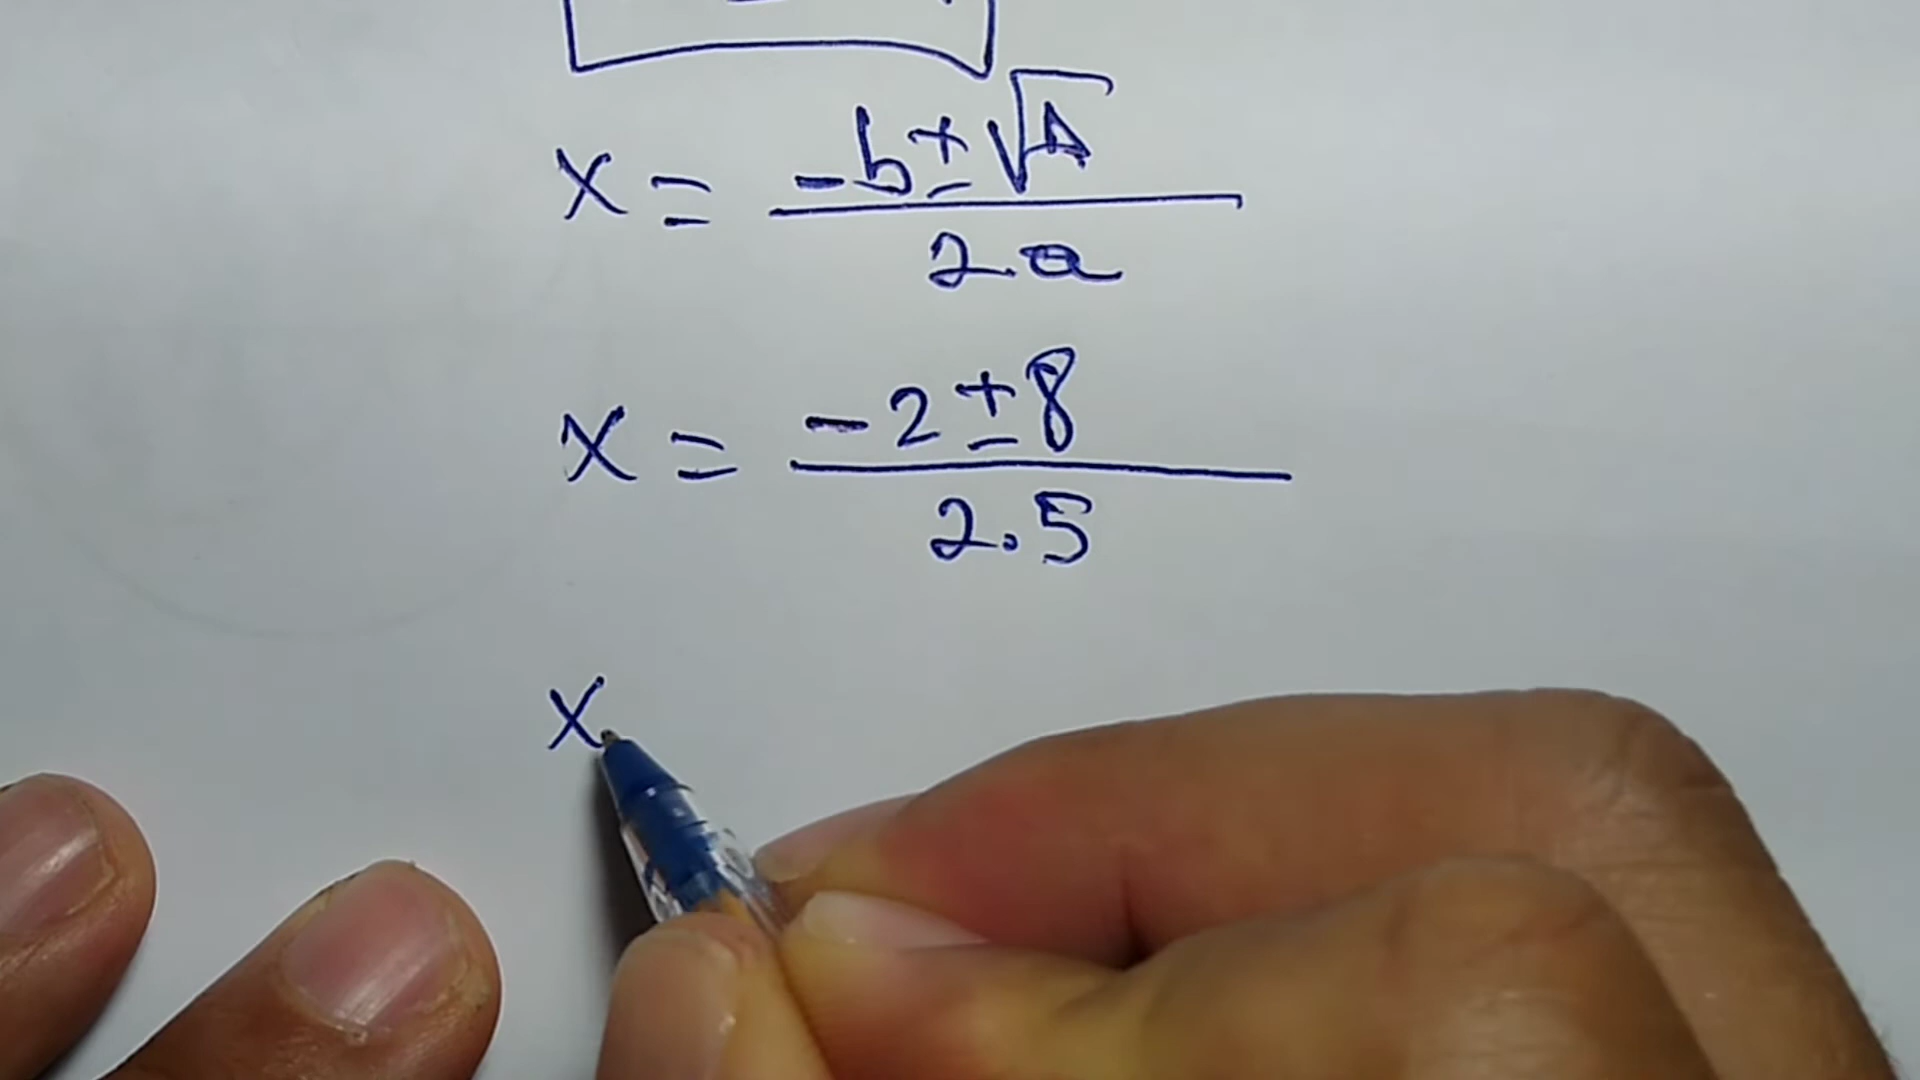 x = -b ± √Δ / 2.a
x = -2 ± 8 / 2.5
x